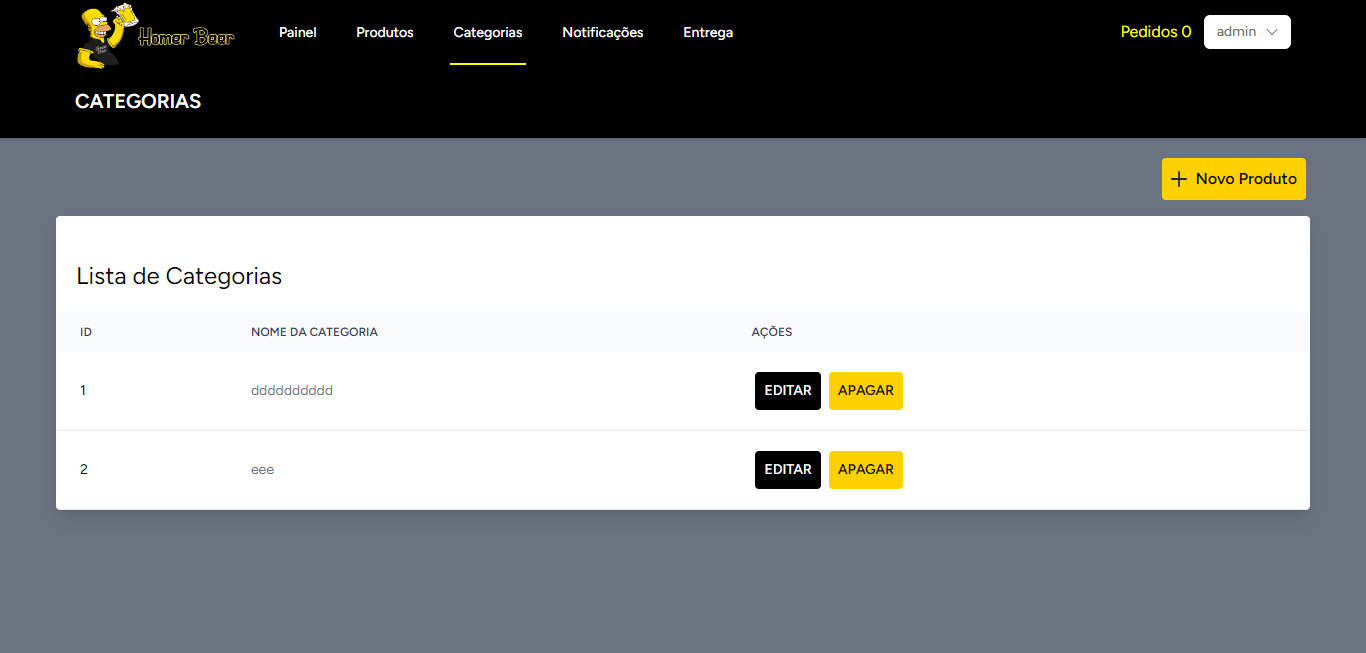 Homer Beer
Painel Produtos Categorias Notificações Entrega
Pedidos 0 admin
CATEGORIAS
Novo Produto
Lista de Categorias
ID NOME DA CATEGORIA AÇÕES
1 dddddddddd EDITAR APAGAR
2 eee EDITAR APAGAR